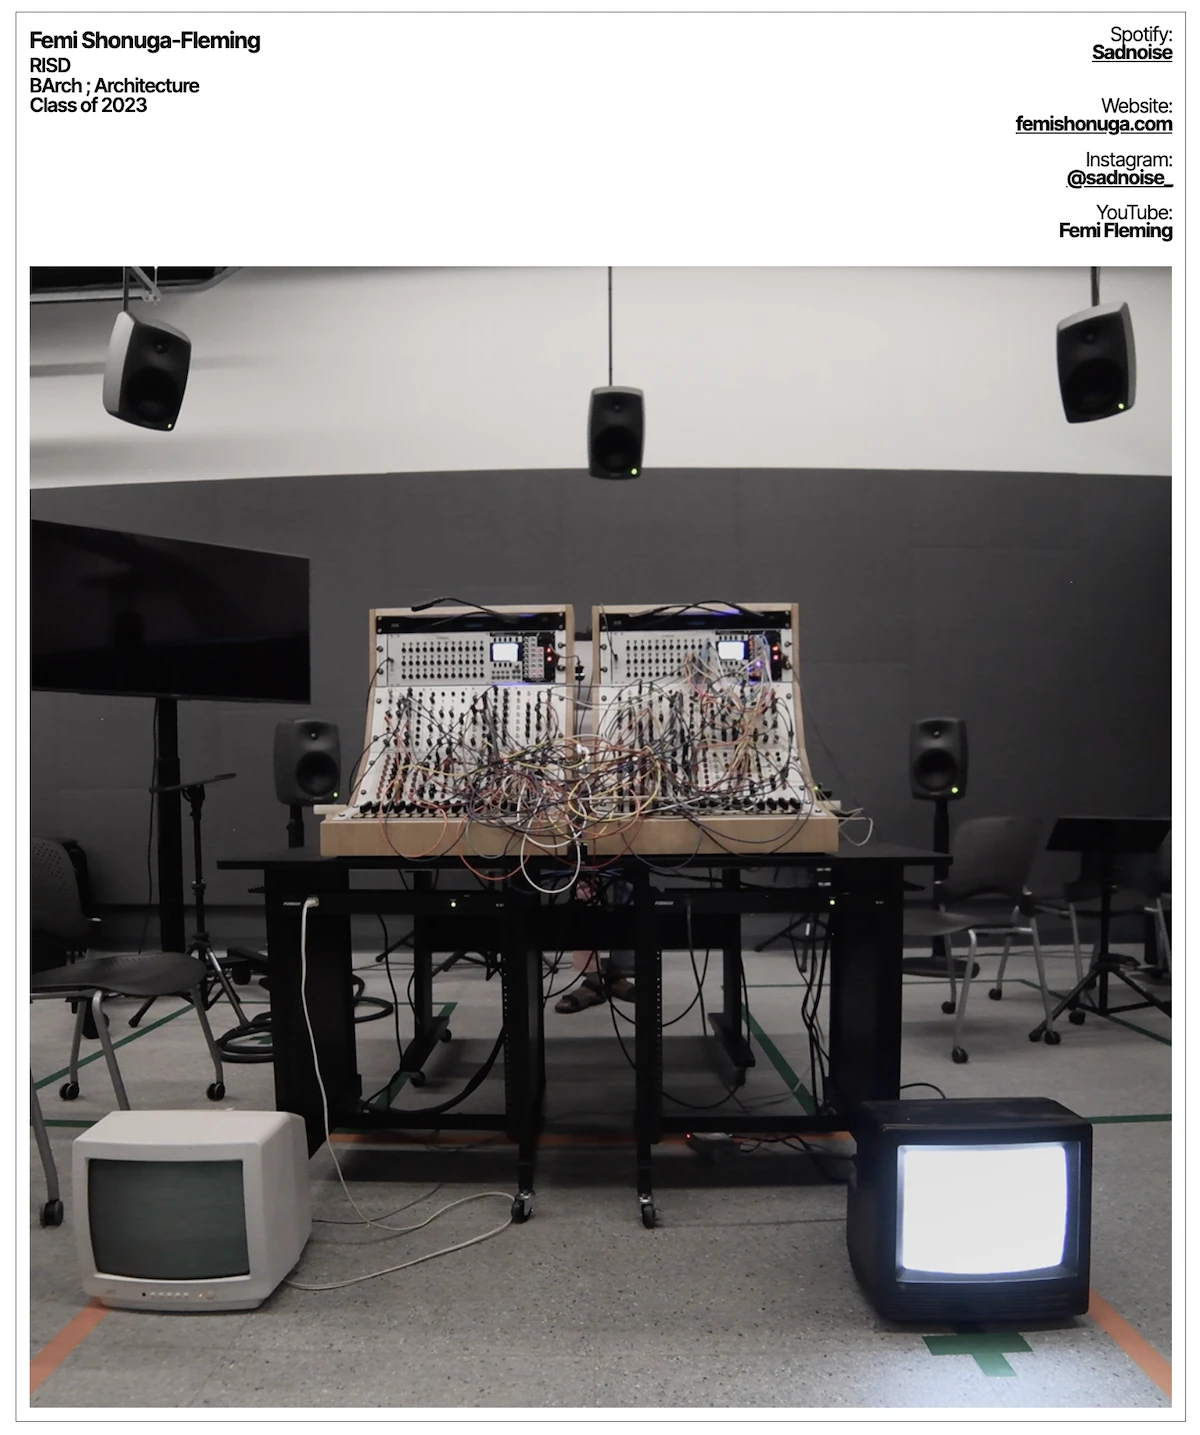 Femi Shonuga-Fleming
RISD
BArch ; Architecture
Class of 2023
Spotify:
Sadnoise
Website:
femishonuga.com
Instagram:
@sadnoise_
YouTube:
Femi Fleming